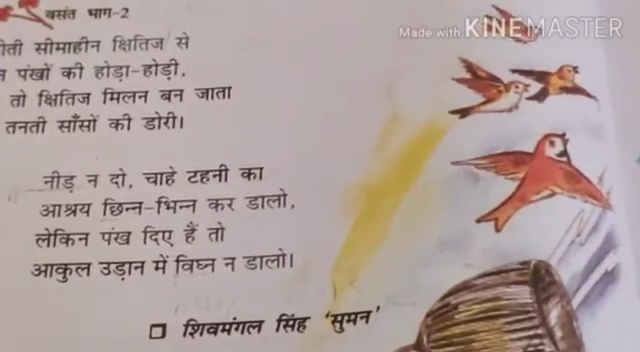 वसंत भाग-2
Made with KINEMASTER
सीमाहीन क्षितिज से
पंखों की होड़ा-होड़ी,
तो क्षितिज मिलन बन जाता
तनती साँसों की डोरी।
नीड़ न दो, चाहे टहनी का
आश्रय छिन्न-भिन्न कर डालो,
लेकिन पंख दिए हैं तो
आकुल उड़ान में विघ्न न डालो।
शिवमंगल सिंह 'सुमन'